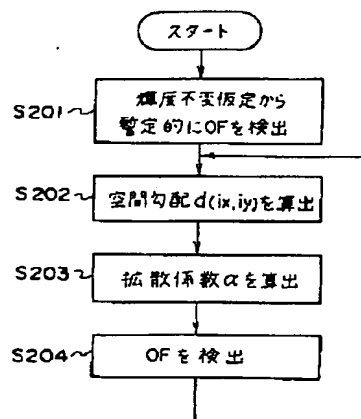 スタート
S201
輝度不変仮定から
暫定的にOFを検出
S202
空間勾配d(ix,iy)を算出
S203
拡散係数αを算出
S204
OFを検出